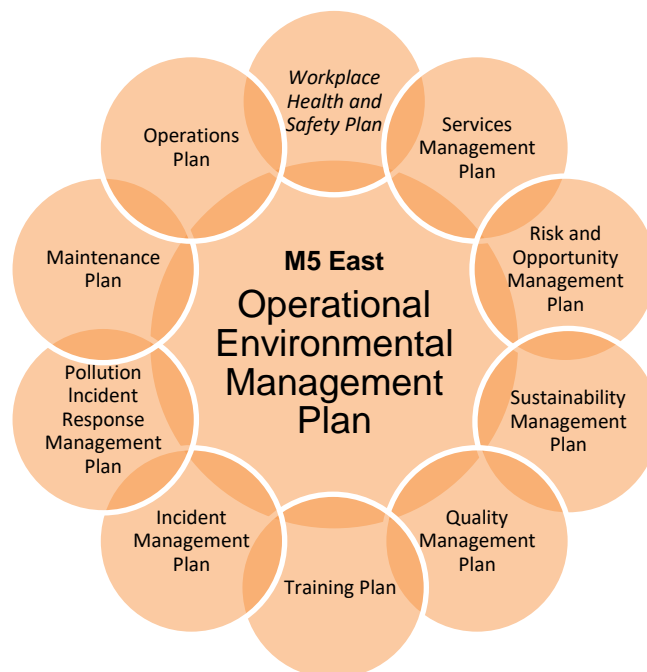 Workplace
Health and
Safety Plan
Services
Management
Plan
Risk and
Opportunity
Management
Plan
Sustainability
Management
Plan
Quality
Management
Plan
Training Plan
Incident
Management
Plan
Pollution
Incident
Response
Management
Plan
Maintenance
Plan
Operations
Plan
M5 East
Operational
Environmental
Management
Plan